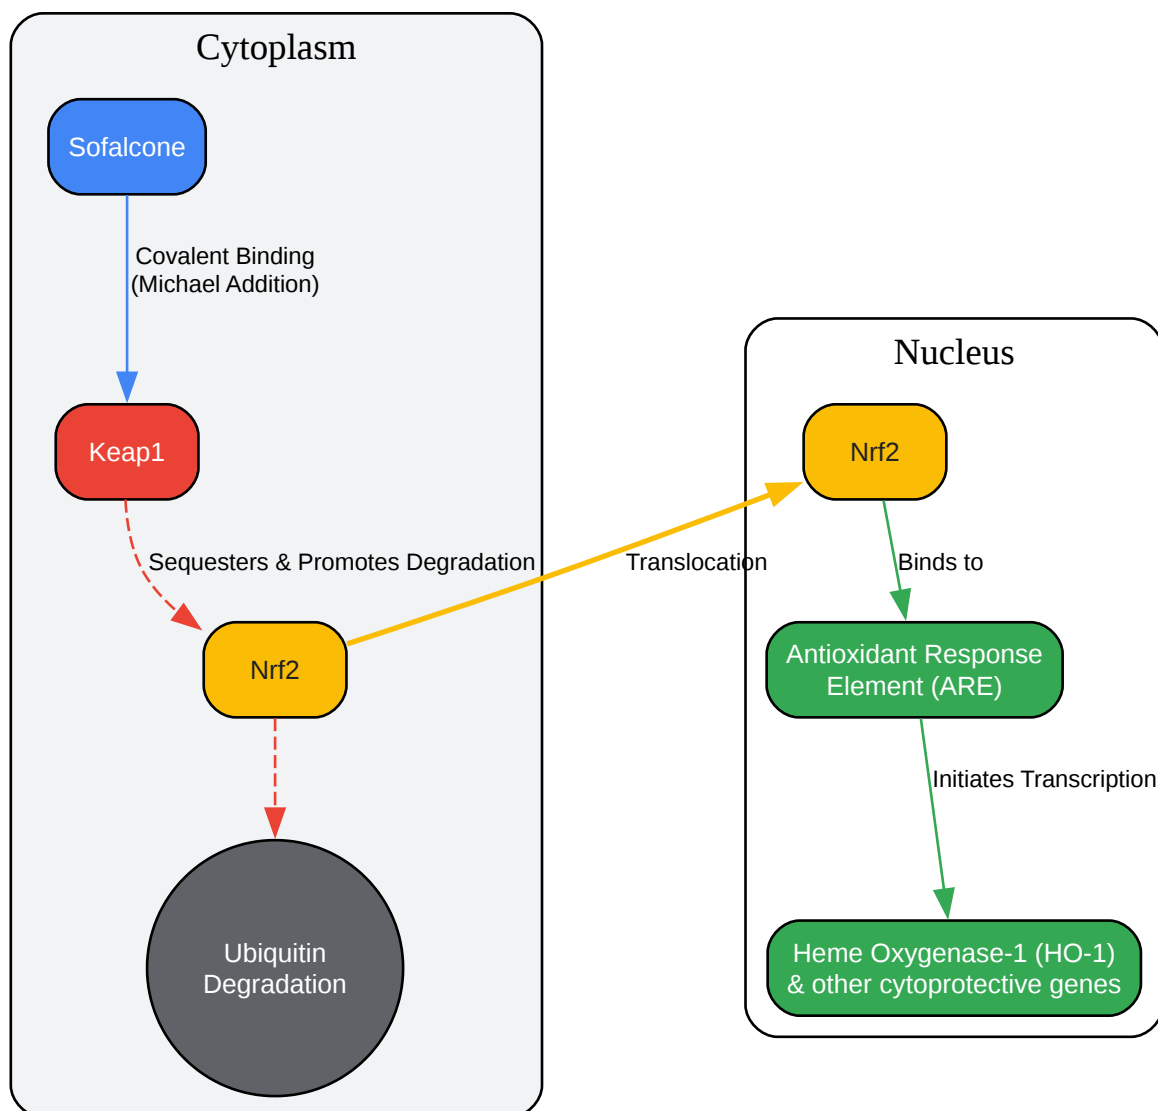 Cytoplasm
Sofalcone
Covalent Binding
(Michael Addition)
Keap1
Sequesters & Promotes Degradation
Nrf2
Ubiquitin
Degradation
Translocation
Nucleus
Nrf2
Binds to
Antioxidant Response
Element (ARE)
Initiates Transcription
Heme Oxygenase-1 (HO-1)
& other cytoprotective genes